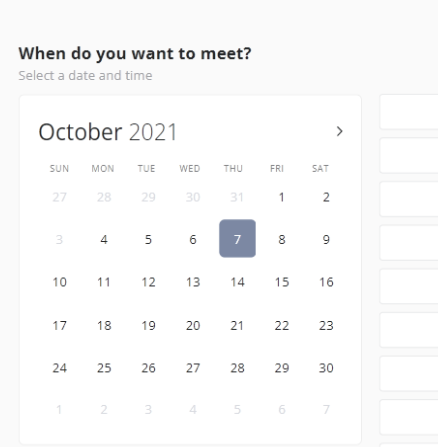 When do you want to meet?
Select a date and time
October 2021
SUN MON TUE WED THU FRI SAT
27 28 29 30 31 1 2
3 4 5 6 7 8 9
10 11 12 13 14 15 16
17 18 19 20 21 22 23
24 25 26 27 28 29 30
1 2 3 4 5 6 7